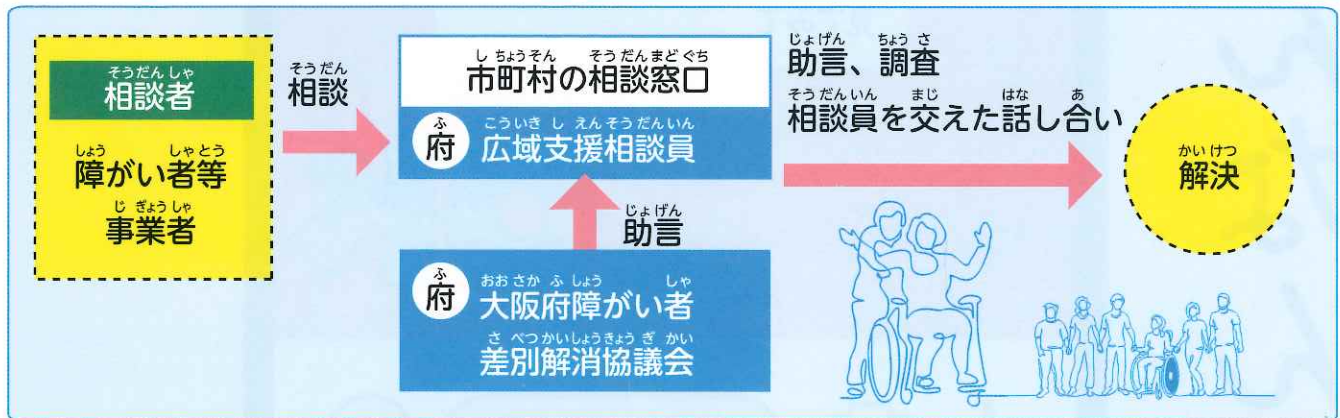 そうだんしゃ
相談者
しょう しゃとう
障がい者等
じ ぎょうしゃ
事業者
そうだん
相談
し ちょうそん そうだんまどぐち
市町村の相談窓口
ふ
府
こういき し えんそうだんいん
広域支援相談員
じょげん
助言
ふ
府
おおさか ふ しょう しゃ
大阪府障がい者
さ べつかいしょうきょう ぎ かい
差別解消協議会
じょげん ちょう さ
助言、調査
そうだんいん まじ はな あ
相談員を交えた話し合い
かいけつ
解決